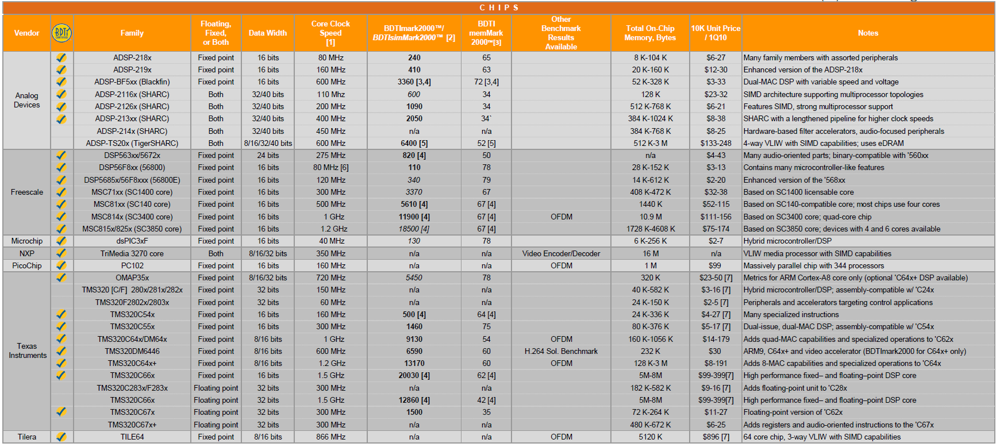 CHIPS
Vendor BDTi CERTIFIED Family Floating, Fixed, or Both Data Width Core Clock Speed [1] BDTImark2000™/ BDTIsimMark2000™ [2] BDTI memMark 2000™[3] Other Benchmark Results Available Total On-Chip Memory, Bytes 10K Unit Price / 1Q10 Notes
Analog Devices
ADSP-218x Fixed point 16 bits 80 MHz 240 65 8 K-104 K $6-27 Many family members with assorted peripherals
ADSP-219x Fixed point 16 bits 160 MHz 410 63 20 K-160 K $12-30 Enhanced version of the ADSP-218x
ADSP-BF5xx (Blackfin) Fixed point 16 bits 600 MHz 3360 [3,4] 72 [3,4] 52 K-328 K $3-33 Dual-MAC DSP with variable speed and voltage
ADSP-2116x (SHARC) Both 32/40 bits 110 Mhz 600 34 128 K $23-32 SIMD architecture supporting multiprocessor topologies
ADSP-2126x (SHARC) Both 32/40 bits 200 MHz 1090 34 512 K-768 K $6-21 Features SIMD, strong multiprocessor support
ADSP-213xx (SHARC) Both 32/40 bits 400 MHz 2050 34` 384 K-1024 K $8-38 SHARC with a lengthened pipeline for higher clock speeds
ADSP-214x (SHARC) Both 32/40 bits 450 MHz n/a n/a 384 K-768 K $8-25 Hardware-based filter accelerators, audio-focused peripherals
ADSP-TS20x (TigerSHARC) Both 8/16/32/40 bits 600 MHz 6400 [5] 52 [5] 512 K-3 M $133-248 4-way VLIW with SIMD capabilities; uses eDRAM
Freescale
DSP563xx/5672x Fixed point 24 bits 275 MHz 820 [4] 50 n/a $4-43 Many audio-oriented parts; binary-compatible with '560xx
DSP56F8xx (56800) Fixed point 16 bits 80 MHz [6] 110 78 28 K-152 K $3-13 Contains many microcontroller-like features
DSP5685x/56F8xxx (56800E) Fixed point 16 bits 120 MHz 340 79 14 K-612 K $2-20 Enhanced version of the '568xx
MSC71xx (SC1400 core) Fixed point 16 bits 300 MHz 3370 67 408 K-472 K $32-38 Based on SC1400 licensable core
MSC81xx (SC140 core) Fixed point 16 bits 500 MHz 5610 [4] 67 [4] 1440 K $52-115 Based on SC140-compatible core; most chips use four cores
MSC814x (SC3400 core) Fixed point 16 bits 1 GHz 11900 [4] 67 [4] OFDM 10.9 M $111-156 Based on SC3400 core; quad-core chip
MSC815x/825x (SC3850 core) Fixed point 16 bits 1.2 GHz 18500 [4] 67 [4] 1728 K-4608 K $75-174 Based on SC3850 core; devices with 4 and 6 cores available
Microchip dsPIC3xF Fixed point 16 bits 40 MHz 130 78 6 K-256 K $2-7 Hybrid microcontroller/DSP
NXP TriMedia 3270 core Both 8/16/32 bits 350 MHz n/a n/a Video Encoder/Decoder 16 M n/a VLIW media processor with SIMD capabilities
PicoChip PC102 Fixed point 16 bits 160 MHz n/a n/a OFDM 1 M $99 Massively parallel chip with 344 processors
Texas Instruments
OMAP35x Fixed point 8/16/32 bits 720 MHz 5450 78 320 K $23-50 [7] Metrics for ARM Cortex-A8 core only (optional 'C64x+ DSP available)
TMS320 [C/F] 280x/281x/282x Fixed point 32 bits 150 MHz n/a n/a 40 K-582 K $3-16 [7] Hybrid microcontroller/DSP; assembly-compatible w/ 'C24x
TMS320F2802x/2803x Fixed point 32 bits 60 MHz n/a n/a 24 K-150 K $2-5 [7] Peripherals and accelerators targeting control applications
TMS320C54x Fixed point 16 bits 160 MHz 500 [4] 64 [4] 24 K-336 K $4-27 [7] Many specialized instructions
TMS320C55x Fixed point 16 bits 300 MHz 1460 75 80 K-376 K $5-17 [7] Dual-issue, dual-MAC DSP; assembly-compatible w/ 'C54x
TMS320C64x/DM64x Fixed point 8/16 bits 1 GHz 9130 54 OFDM 160 K-1056 K $14-179 Adds quad-MAC capabilities and specialized operations to 'C62x
TMS320DM6446 Fixed point 8/16 bits 600 MHz 6590 60 H.264 Sol. Benchmark 232 K $30 ARM9, C64x+ and video accelerator (BDTImark2000 for C64x+ only)
TMS320C64x+ Fixed point 8/16 bits 1.2 GHz 13170 60 OFDM 128 K-3 M $8-191 Adds 8-MAC capabilities and specialized operations to 'C64x
TMS320C66x Fixed point 16 bits 1.5 GHz 20030 [4] 62 [4] 5M-8M $99-399[7] High performance fixed– and floating–point DSP core
TMS320C283x/F283x Floating point 32 bits 300 MHz n/a n/a 182 K-582 K $9-16 [7] Adds floating-point unit to 'C28x
TMS320C66x Floating point 32 bits 1.5 GHz 12860 [4] 42 [4] 5M-8M $99-399[7] High performance fixed– and floating–point DSP core
TMS320C67x Floating point 32 bits 300 MHz 1500 35 72 K-264 K $11-27 Floating-point version of 'C62x
TMS320C67x+ Floating point 32 bits 300 MHz n/a n/a 480 K-672 K $6-25 Adds registers and audio-oriented instructions to the 'C67x
Tilera TILE64 Fixed point 8/16 bits 866 MHz n/a n/a OFDM 5120 K $896 [7] 64 core chip, 3-way VLIW with SIMD capabilities